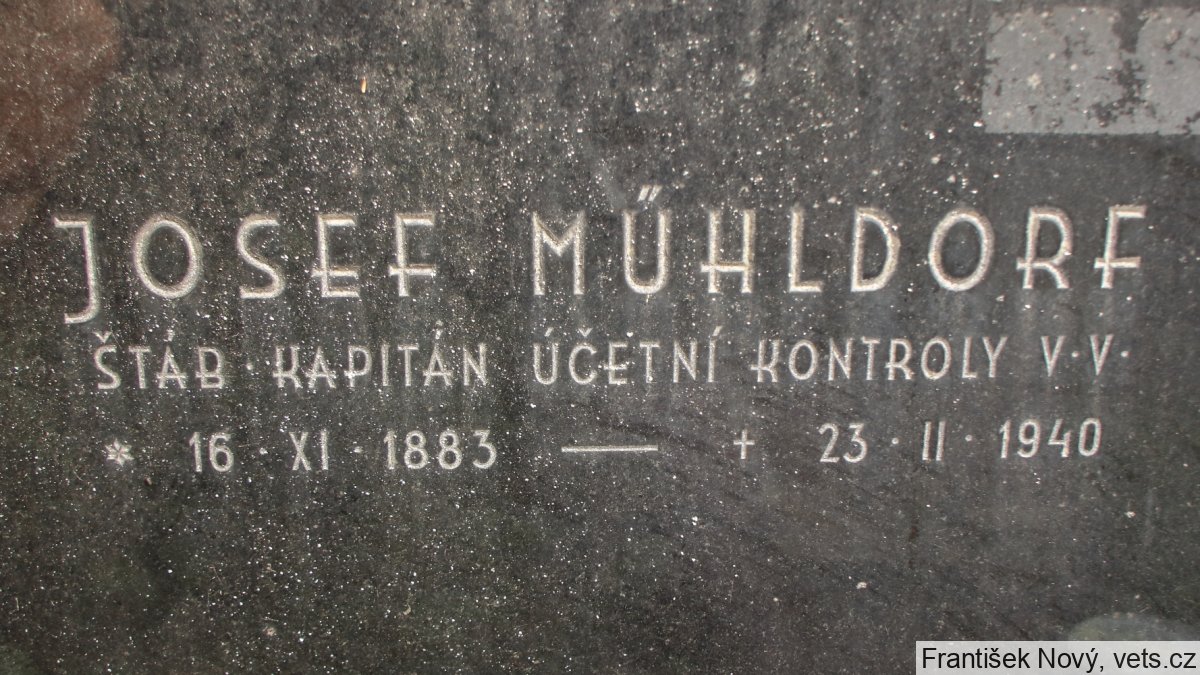 JOSEF MŰHLDORF
ŠTÁB · KAPITÁN ÚČETNÍ KONTROLY V · V ·
* 16 · XI · 1883 — + 23 · II · 1940
František Nový, vets.cz